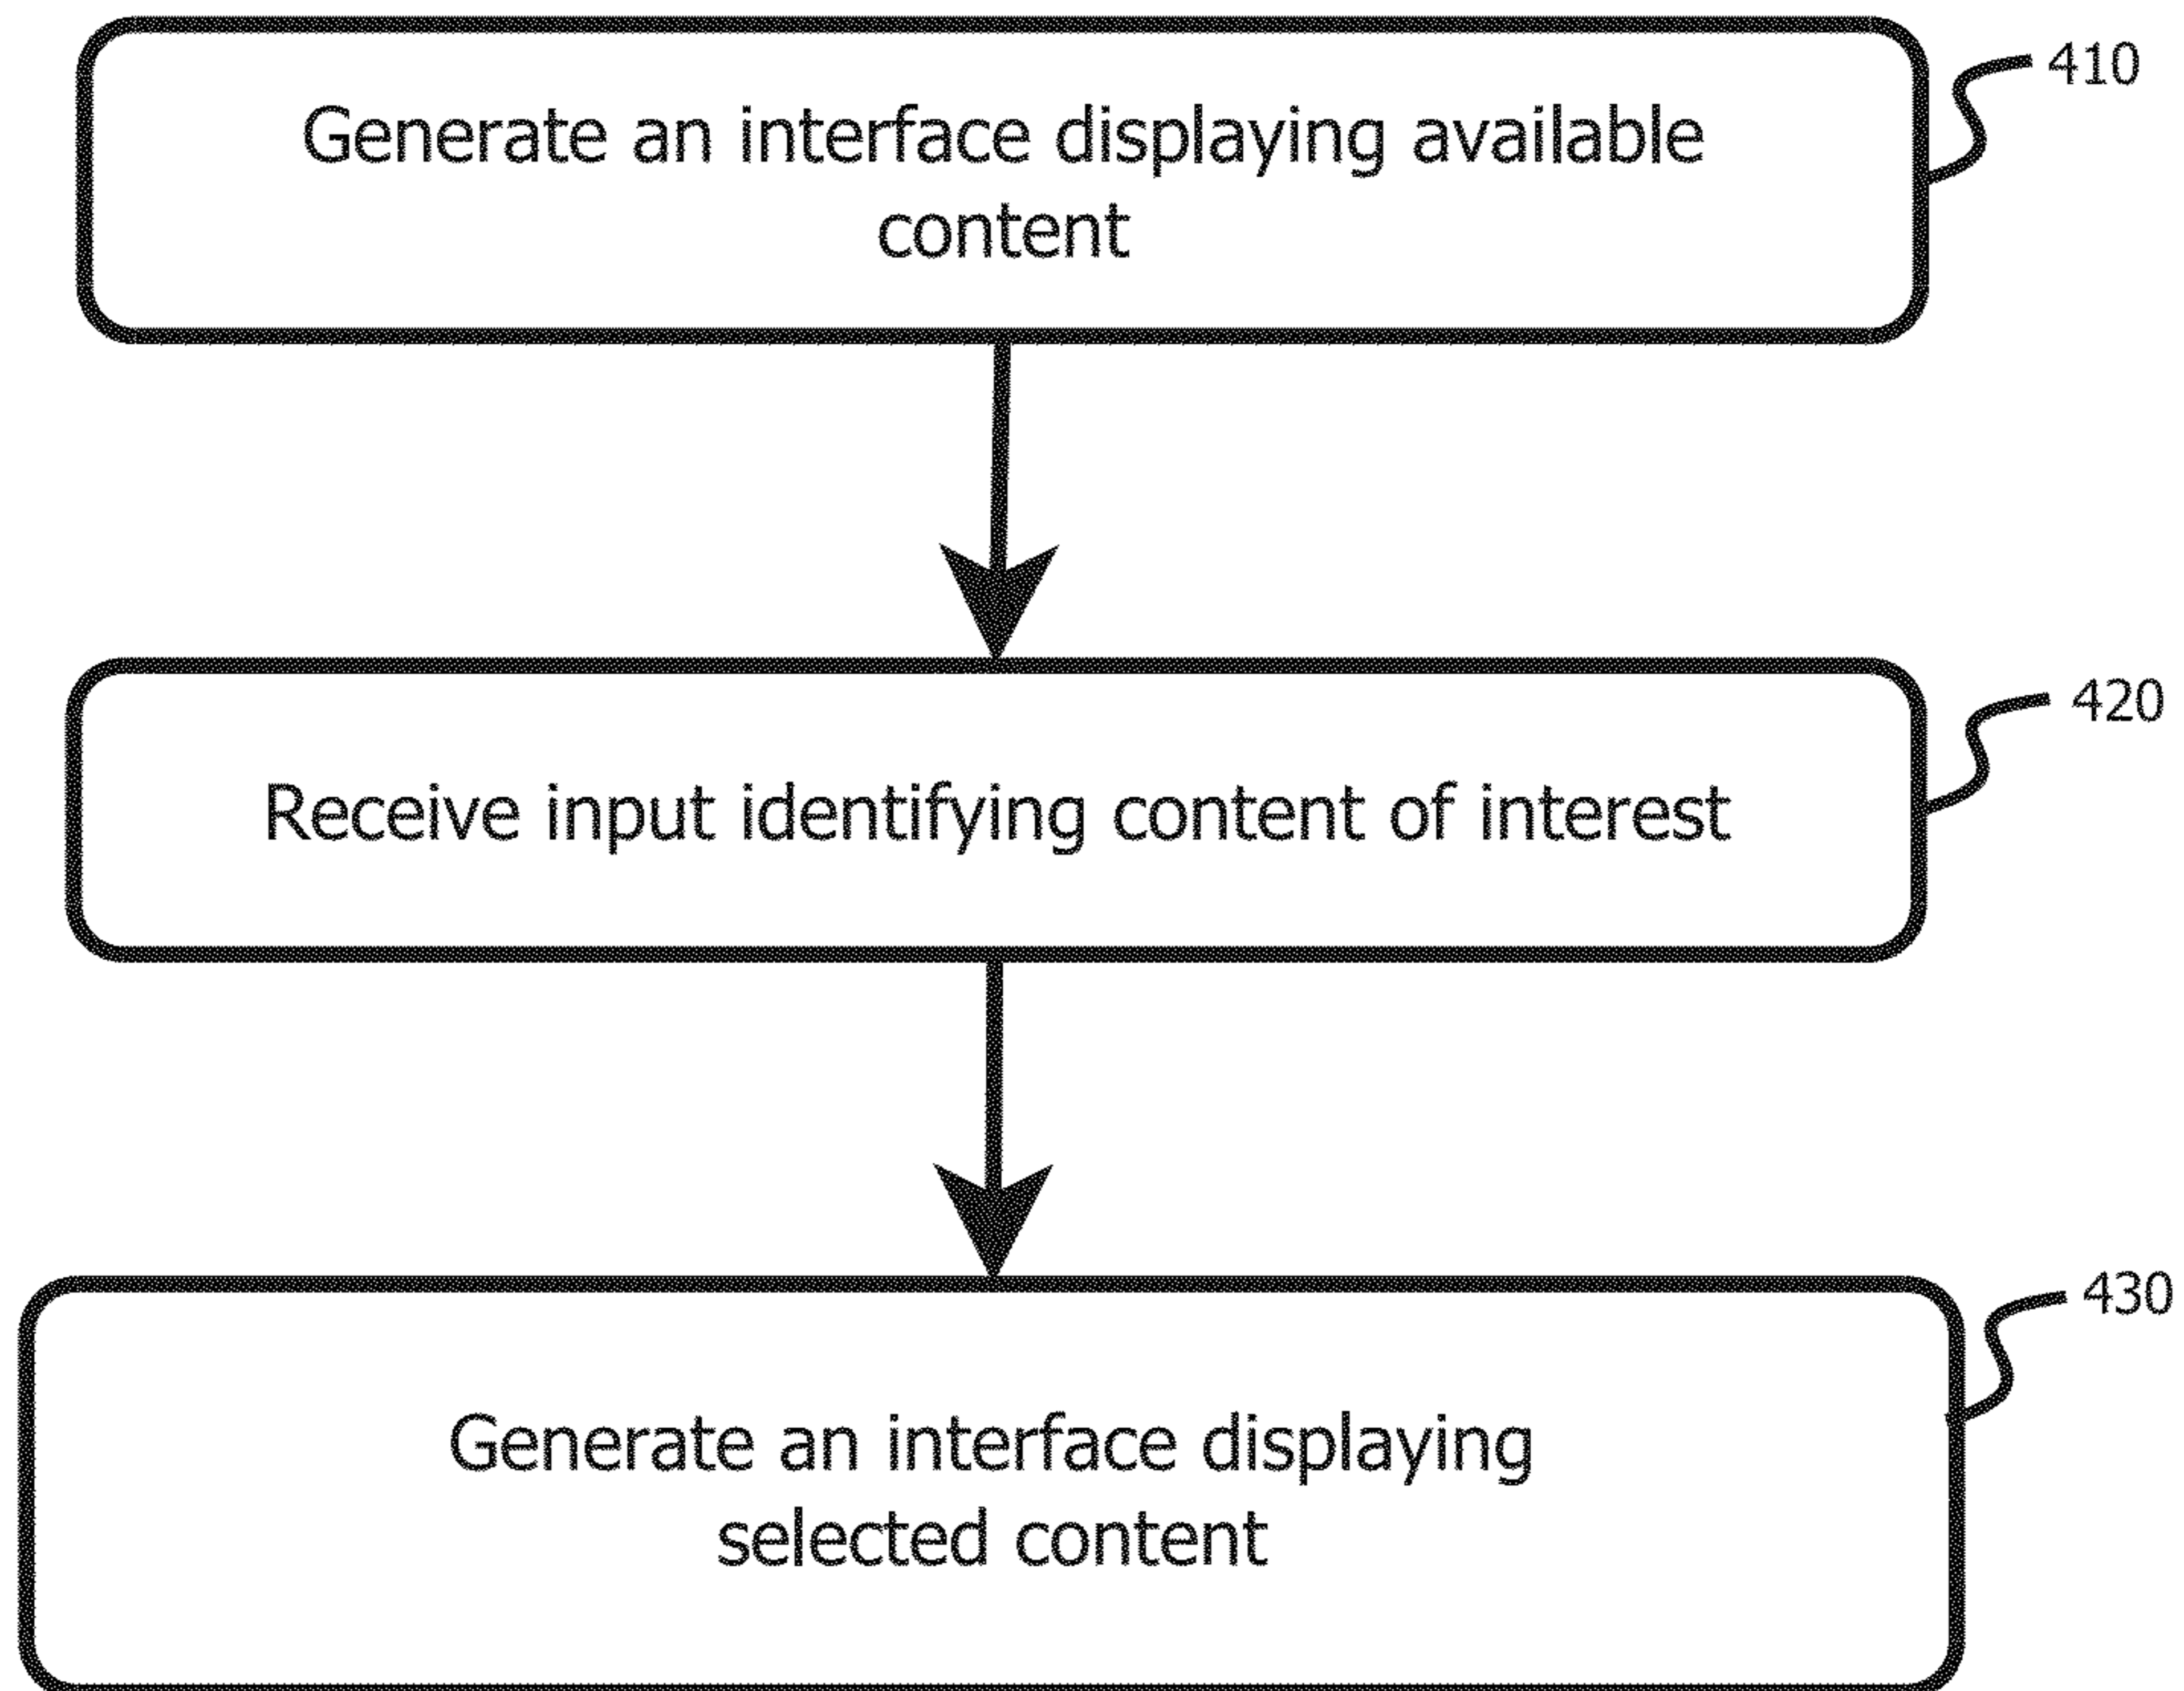 410
Generate an interface displaying available
content
420
Receive input identifying content of interest
430
Generate an interface displaying
selected content